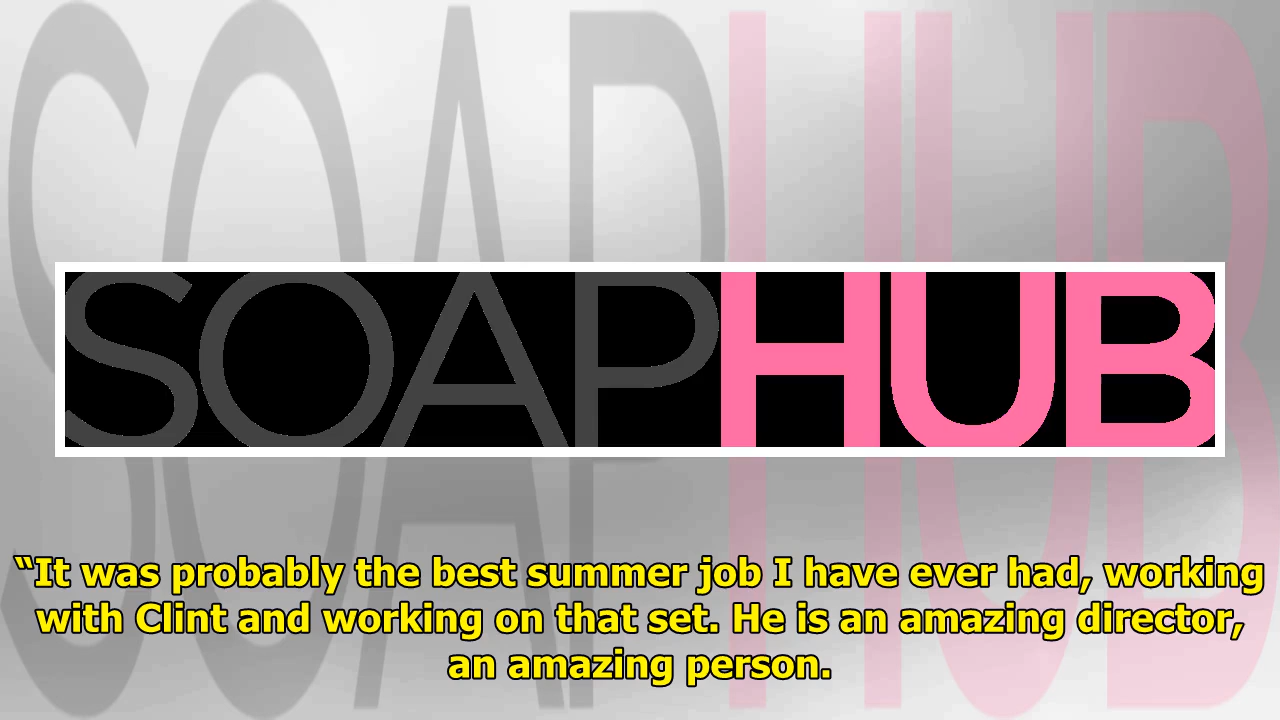 SOAPHUB
SOAPHUB
“It was probably the best summer job I have ever had, working
with Clint and working on that set. He is an amazing director,
an amazing person.